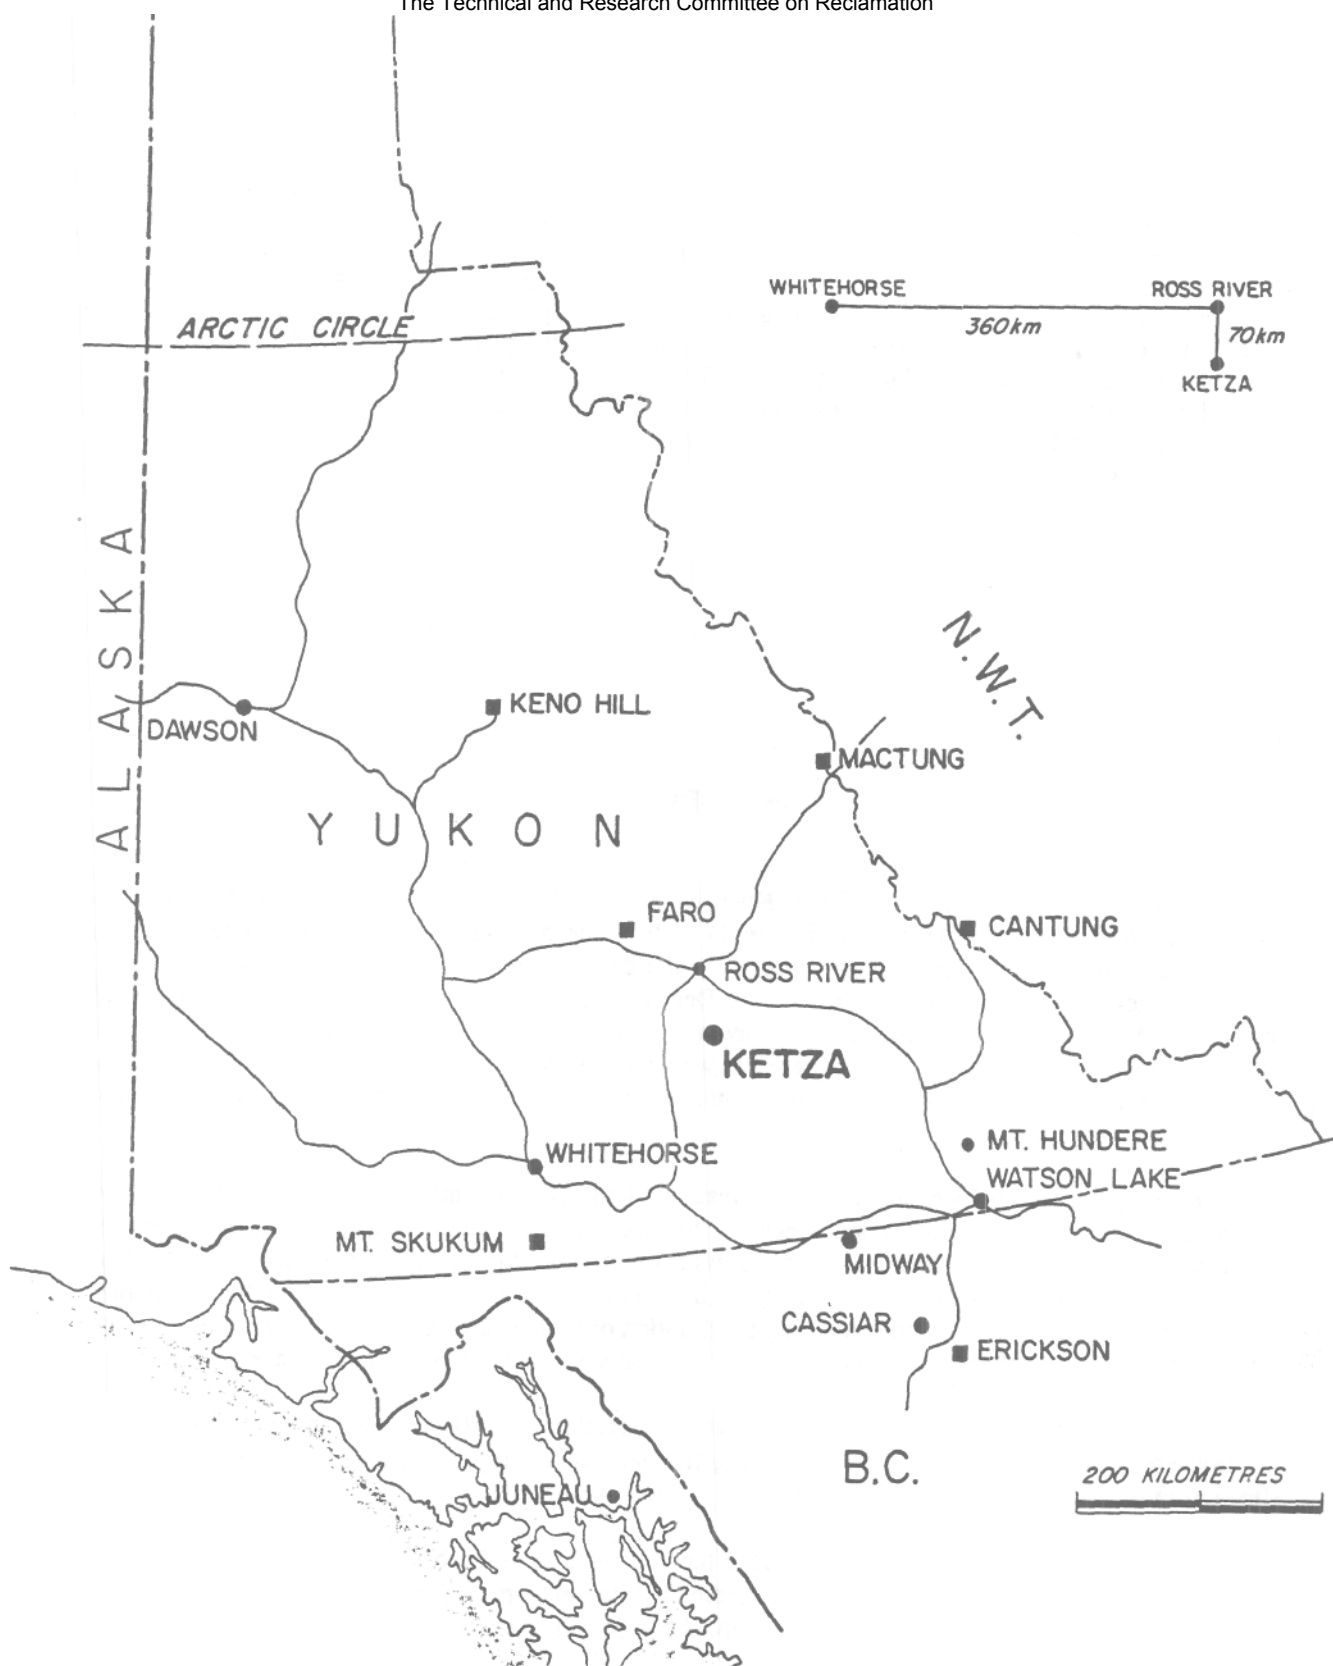 The Technical and Research Committee on Reclamation
WHITEHORSE
ROSS RIVER
360km
70km
KETZA
ARCTIC CIRCLE
ALASKA
N.W.T.
DAWSON
KENO HILL
MACTUNG
YUKON
FARO
CANTUNG
ROSS RIVER
KETZA
MT. HUNDERE
WHITEHORSE
WATSON LAKE
MT. SKUKUM
MIDWAY
CASSIAR
ERICKSON
B.C.
200 KILOMETRES
JUNEAU